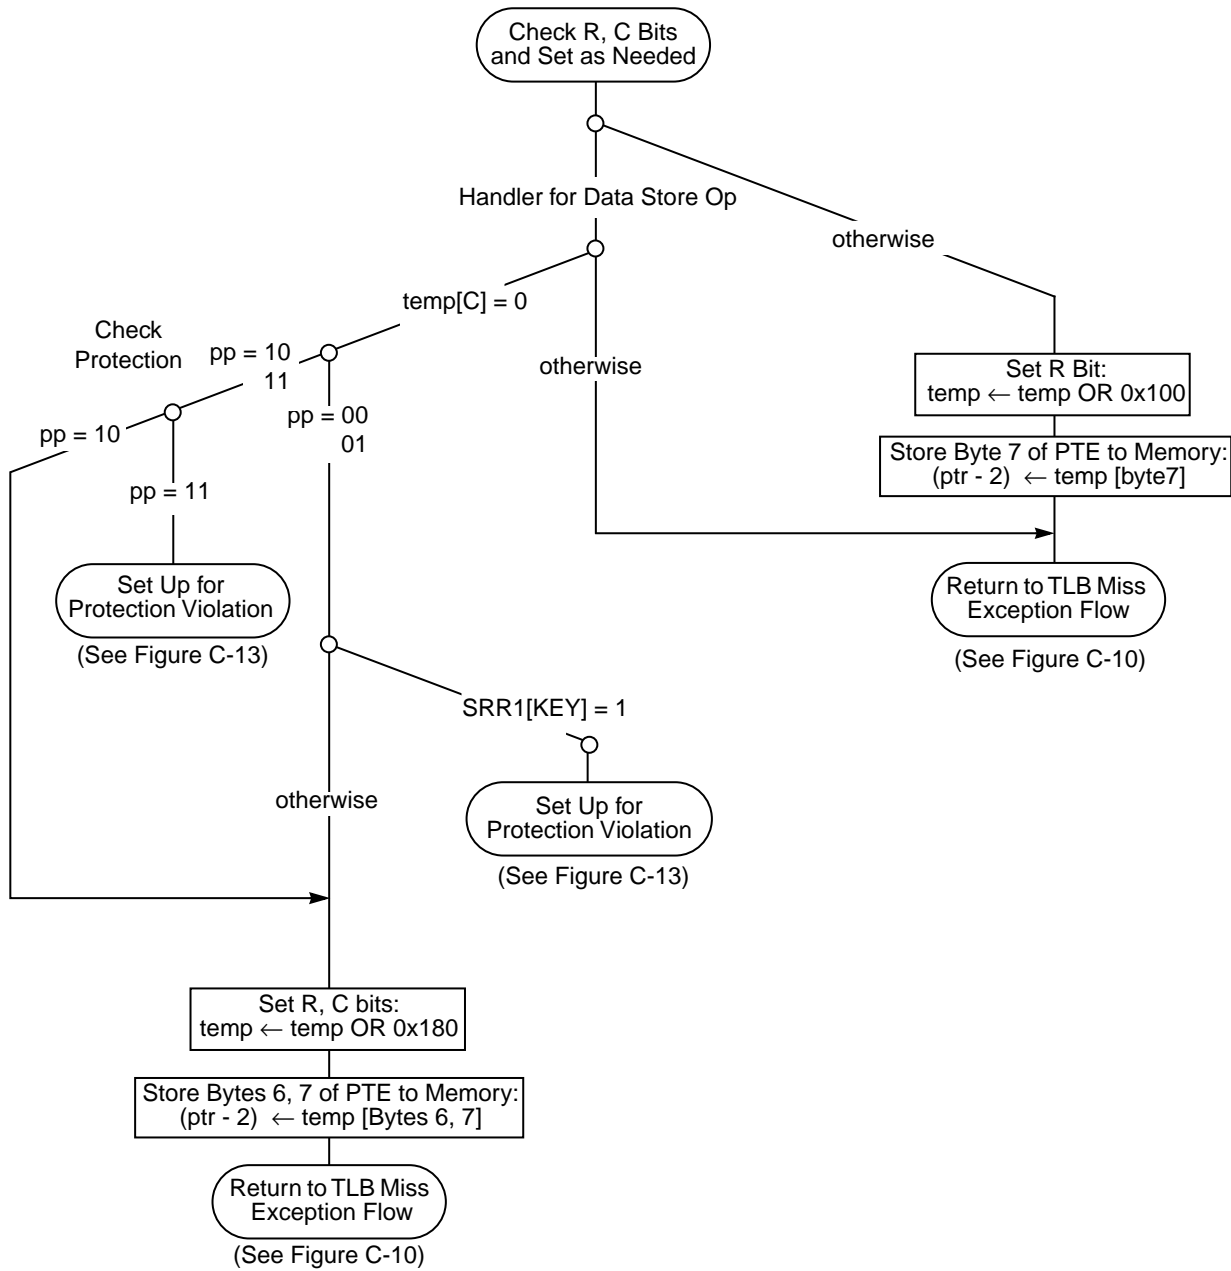 Check R, C Bits
and Set as Needed
Handler for Data Store Op
otherwise
temp[C] = 0
Check
Protection
pp = 10
11
otherwise
Set R Bit:
temp ← temp OR 0x100
pp = 00
01
pp = 10
Store Byte 7 of PTE to Memory:
(ptr - 2) ← temp [byte7]
pp = 11
Set Up for
Protection Violation
(See Figure C-13)
Return to TLB Miss
Exception Flow
(See Figure C-10)
SRR1[KEY] = 1
otherwise
Set Up for
Protection Violation
(See Figure C-13)
Set R, C bits:
temp ← temp OR 0x180
Store Bytes 6, 7 of PTE to Memory:
(ptr - 2) ← temp [Bytes 6, 7]
Return to TLB Miss
Exception Flow
(See Figure C-10)